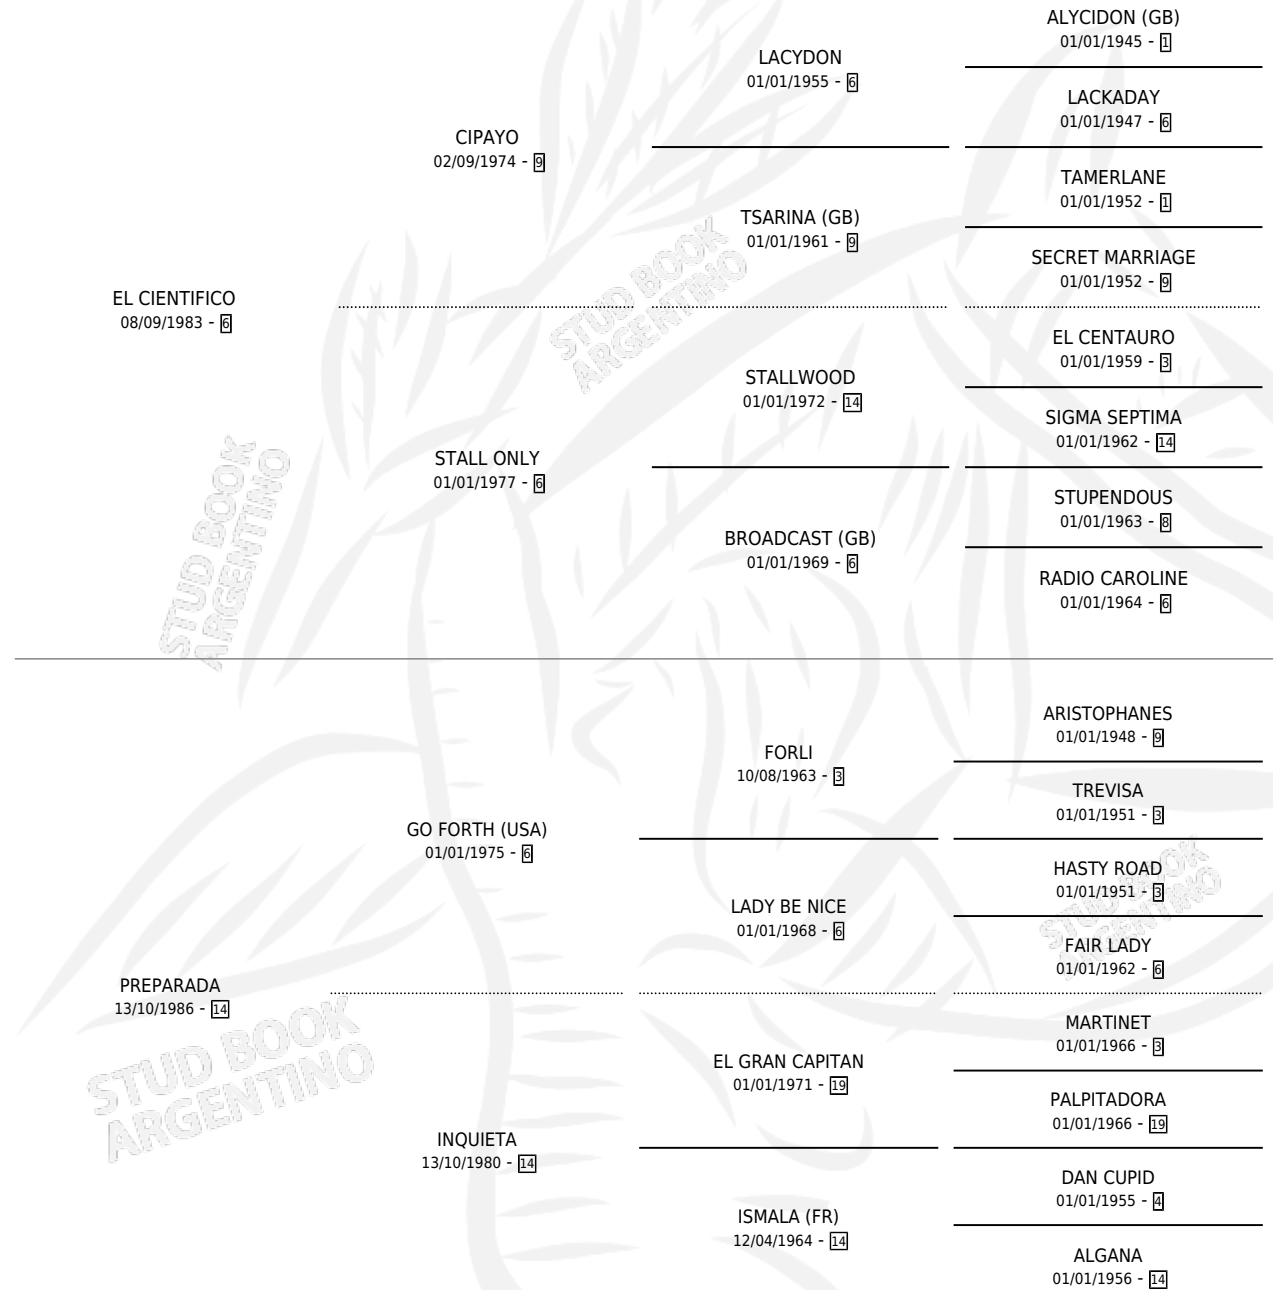 ALYCIDON (GB)
01/01/1945 - 1
LACYDON
01/01/1955 - 6
LACKADAY
01/01/1947 - 6
CIPAYO
02/09/1974 - 9
TAMERLANE
01/01/1952 - 1
TSARINA (GB)
01/01/1961 - 9
SECRET MARRIAGE
01/01/1952 - 9
EL CIENTIFICO
08/09/1983 - 6
EL CENTAURO
01/01/1959 - 3
STALLWOOD
01/01/1972 - 14
SIGMA SEPTIMA
01/01/1962 - 14
STALL ONLY
01/01/1977 - 6
STUPENDOUS
01/01/1963 - 8
BROADCAST (GB)
01/01/1969 - 6
RADIO CAROLINE
01/01/1964 - 6
STUD BOOK
ARGENTINO
STUD BOOK
ARGENTINO
ARISTOPHANES
01/01/1948 - 9
FORLI
10/08/1963 - 3
TREVISA
01/01/1951 - 3
GO FORTH (USA)
01/01/1975 - 6
HASTY ROAD
01/01/1951 - 3
LADY BE NICE
01/01/1968 - 6
FAIR LADY
01/01/1962 - 6
PREPARADA
13/10/1986 - 14
MARTINET
01/01/1966 - 3
EL GRAN CAPITAN
01/01/1971 - 19
PALPITADORA
01/01/1966 - 19
INQUIETA
13/10/1980 - 14
DAN CUPID
01/01/1955 - 4
ISMALA (FR)
12/04/1964 - 14
ALGANA
01/01/1956 - 14
STUD BOOK
ARGENTINO
STUD BOOK
ARGENTINO